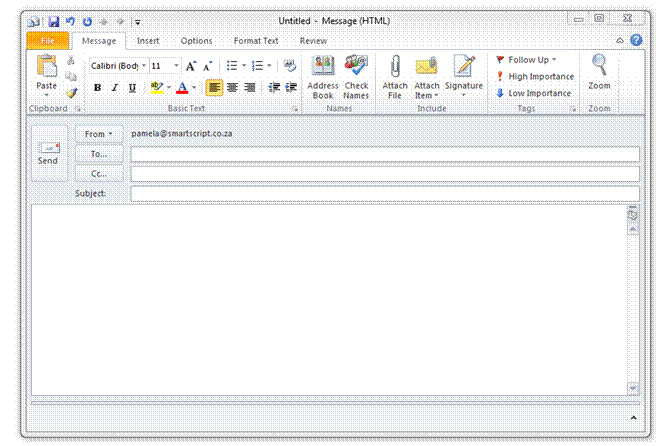 Untitled - Message (HTML)
File Message Insert Options Format Text Review
Paste Calibri (Body 11 A A Address Book Check Names Attach File Attach Item Signature Follow Up High Importance Low Importance Zoom
B I U ab A
Clipboard Basic Text Names Include Tags Zoom
From pamela@smartscript.co.za
Send To...
Cc...
Subject: